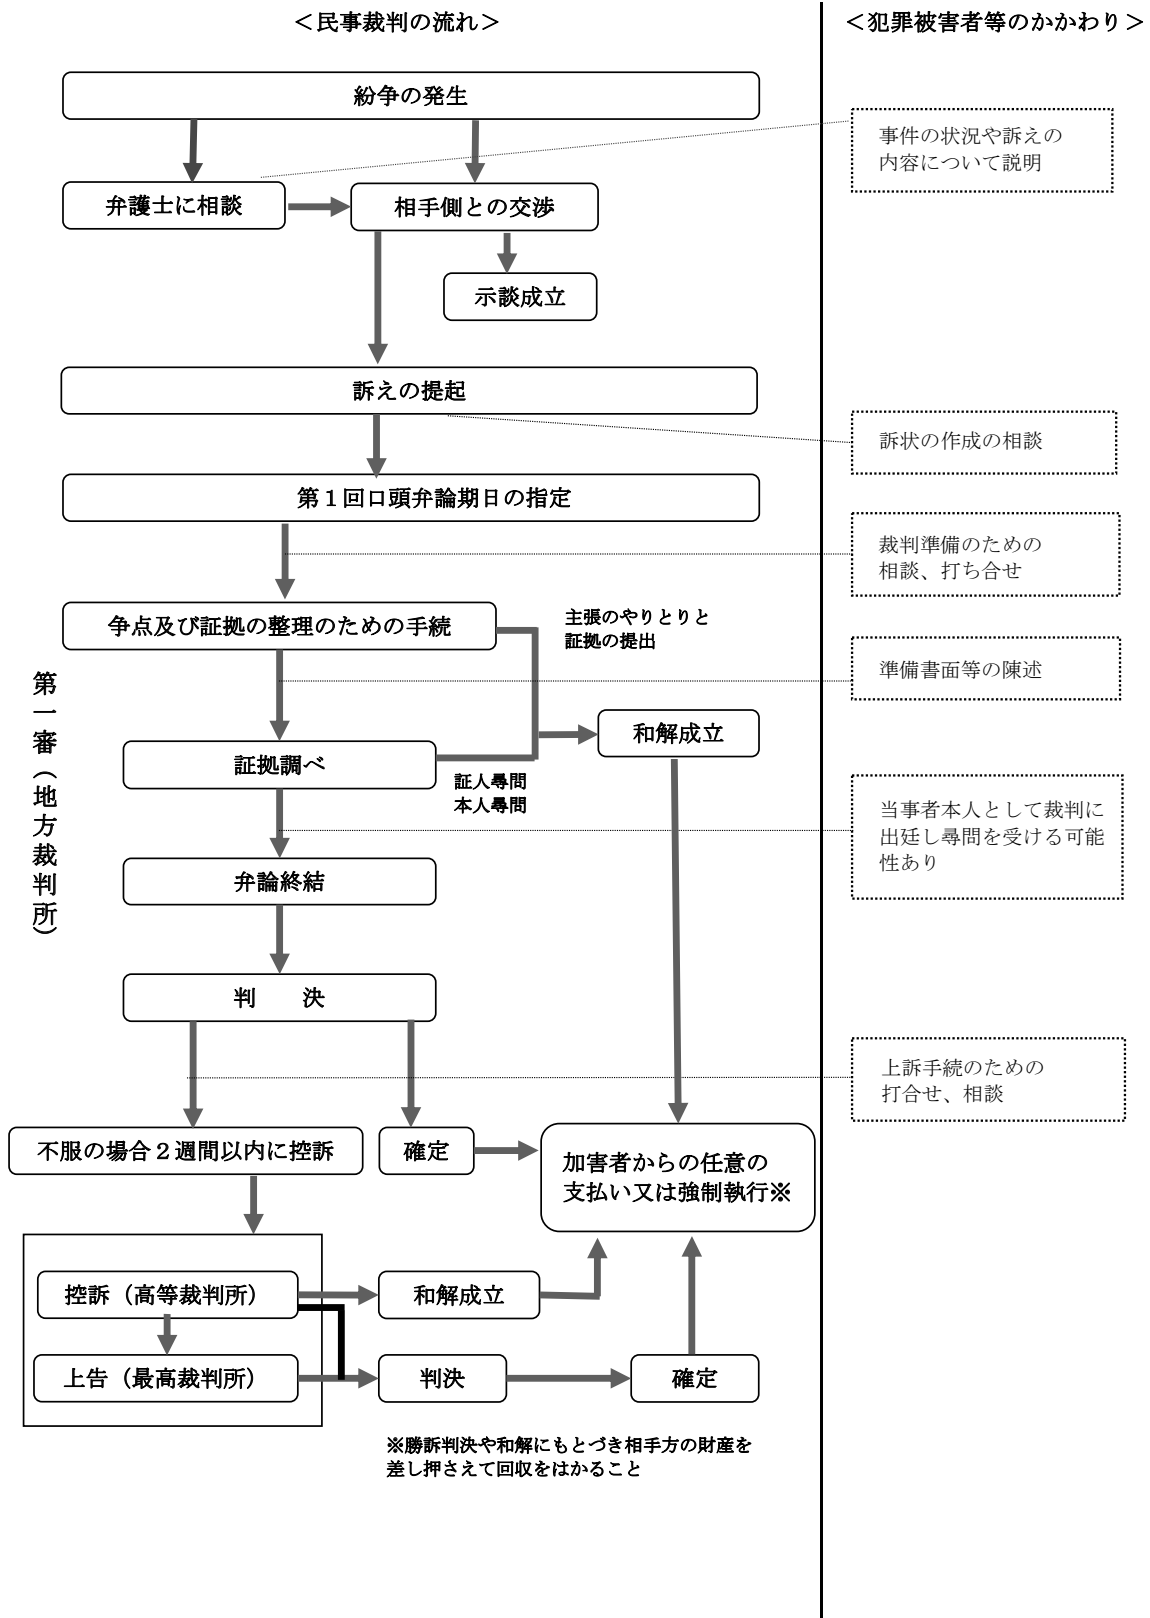 ＜民事裁判の流れ＞
＜犯罪被害者等のかかわり＞
紛争の発生
事件の状況や訴えの
内容について説明
弁護士に相談
相手側との交渉
示談成立
訴えの提起
訴状の作成の相談
第１回口頭弁論期日の指定
裁判準備のための
相談、打ち合せ
争点及び証拠の整理のための手続
主張のやりとりと
証拠の提出
準備書面等の陳述
第一審（地方裁判所）
和解成立
証拠調べ
証人尋問
本人尋問
当事者本人として裁判に
出廷し尋問を受ける可能
性あり
弁論終結
判　　決
上訴手続のための
打合せ、相談
不服の場合２週間以内に控訴
確定
加害者からの任意の
支払い又は強制執行※
控訴（高等裁判所）
和解成立
上告（最高裁判所）
判決
確定
※勝訴判決や和解にもとづき相手方の財産を
差し押さえて回収をはかること